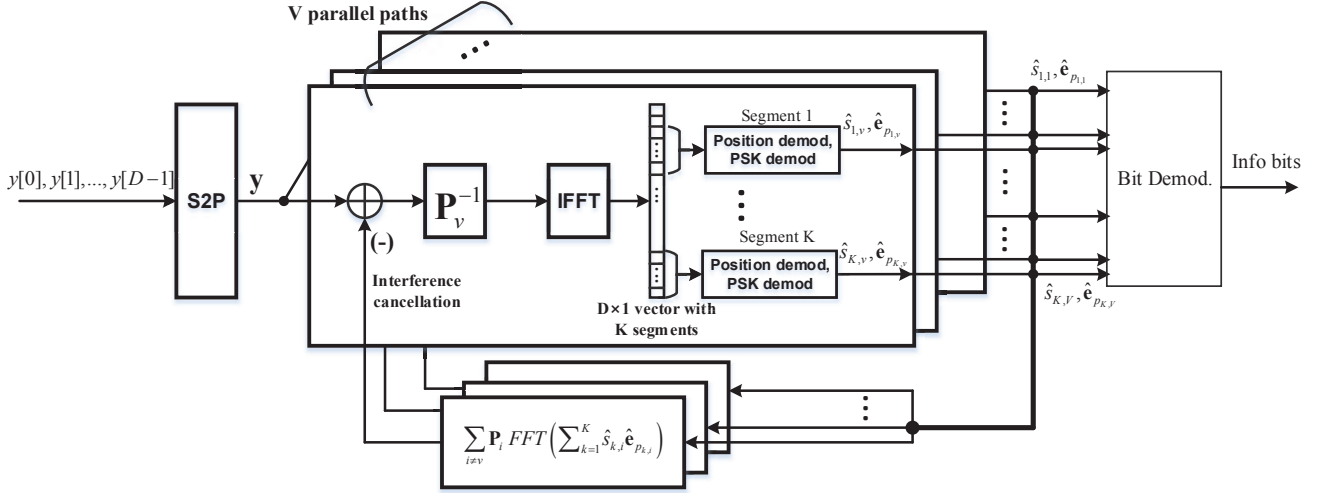 V parallel paths
y[0], y[1],..., y[D−1]
S2P
y
(-)
Interference
cancellation
P_v^{-1}
IFFT
D×1 vector with
K segments
Segment 1
Position demod,
PSK demod
ŝ_{1,v}, ê_{p_{1,v}}
Segment K
Position demod,
PSK demod
ŝ_{K,v}, ê_{p_{K,v}}
ŝ_{1,1}, ê_{p_{1,1}}
ŝ_{K,V}, ê_{p_{K,V}}
Bit Demod.
Info bits
∑_{i≠v} P_i FFT(∑_{k=1}^{K} ŝ_{k,i} ê_{p_{k,i}})